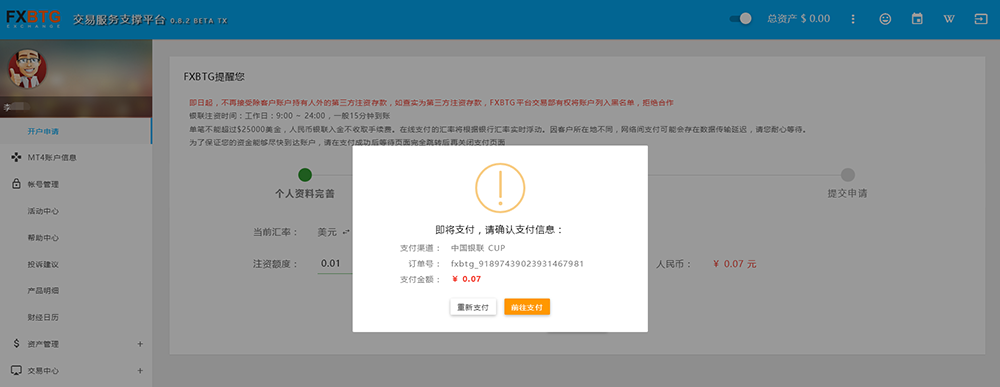 FXBTG
EXCHANGE
交易服务支撑平台 0.8.2 BETA TX
总资产 $ 0.00
W
李
开户申请
MT4账户信息
帐号管理
活动中心
帮助中心
投诉建议
产品明细
财经日历
资产管理 +
交易中心 +
FXBTG提醒您
即日起，不再接受除客户账户持有人外的第三方注资存款，如查实为第三方注资存款，FXBTG平台交易部有权将账户列入黑名单，拒绝合作
银联注资时间：工作日：9:00 – 24:00，一般15分钟到账
单笔不能超过$25000美金，人民币银联入金不收取手续费。在线支付的汇率将根据银行汇率实时浮动。因客户所在地不同，网络间支付可能会存在数据传输延迟，请您耐心等待。
为了保证您的资金能够尽快到达账户，请在支付成功后等待页面完全跳转后再关闭支付页面
个人资料完善
提交申请
当前汇率： 美元
注资额度： 0.01
人民币： ¥ 0.07 元
即将支付，请确认支付信息：
支付渠道： 中国银联 CUP
订单号： fxbtg_91897439023931467981
支付金额： ¥ 0.07
重新支付
前往支付